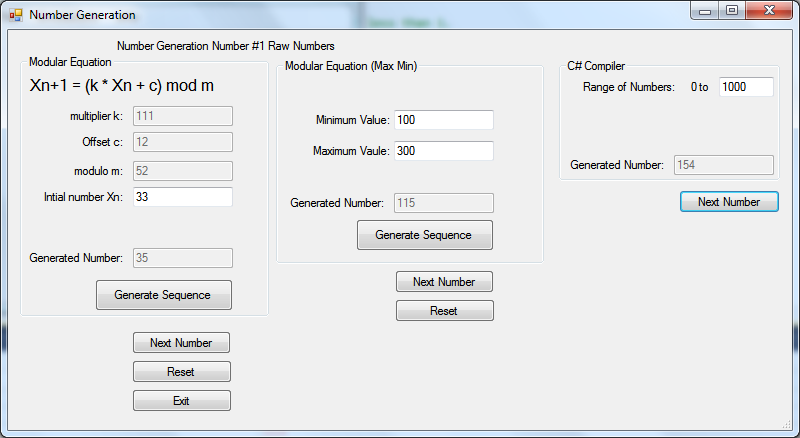 Number Generation
less than 1.
Number Generation Number #1 Raw Numbers
Modular Equation
Xn+1 = (k * Xn + c) mod m
multiplier k: 111
Offset c: 12
modulo m: 52
Intial number Xn: 33
Generated Number: 35
Generate Sequence
Next Number
Reset
Exit
Modular Equation (Max Min)
Minimum Value: 100
Maximum Vaule: 300
Generated Number: 115
Generate Sequence
Next Number
Reset
C# Compiler
Range of Numbers: 0 to 1000
Generated Number: 154
Next Number